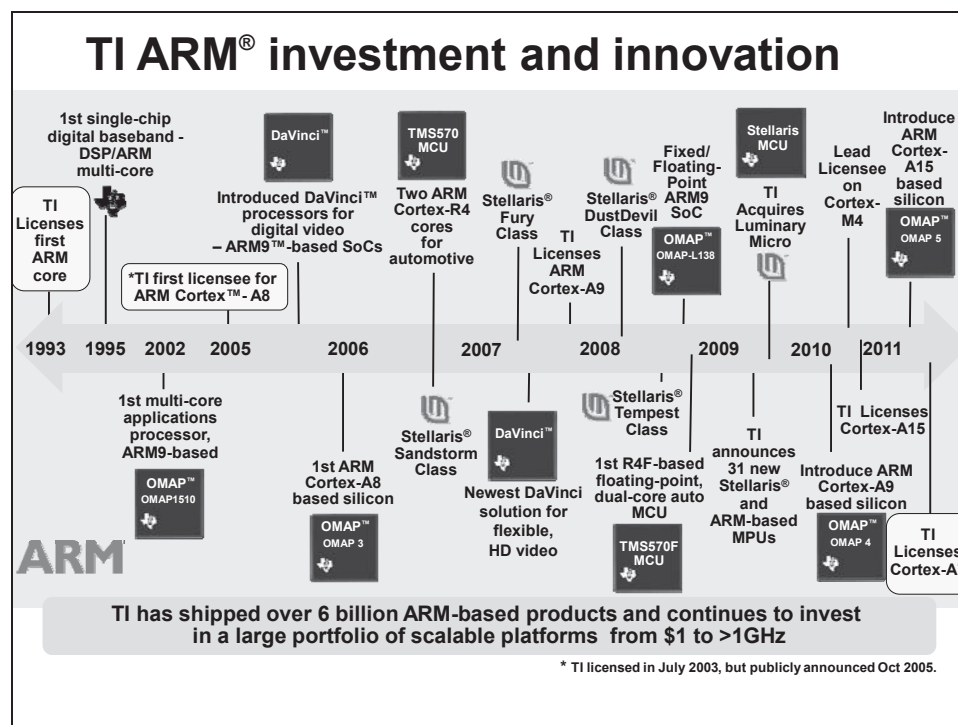 TI ARM® investment and innovation
1st single-chip
digital baseband -
DSP/ARM
multi-core
TI
Licenses
first
ARM
core
*TI first licensee for
ARM Cortex™- A8
DaVinci™
Introduced DaVinci™
processors for
digital video
– ARM9™-based SoCs
TMS570
MCU
Two ARM
Cortex-R4
cores
for
automotive
Stellaris®
Fury
Class
TI
Licenses
ARM
Cortex-A9
Stellaris®
DustDevil
Class
Fixed/
Floating-
Point
ARM9
SoC
OMAP™
OMAP-L138
Stellaris
MCU
TI
Acquires
Luminary
Micro
Lead
Licensee
on
Cortex-
M4
Introduce
ARM
Cortex-
A15
based
silicon
OMAP™
OMAP 5
1993 1995 2002 2005 2006 2007 2008 2009 2010 2011
1st multi-core
applications
processor,
ARM9-based
OMAP™
OMAP1510
1st ARM
Cortex-A8
based silicon
OMAP™
OMAP 3
Stellaris®
Sandstorm
Class
DaVinci™
Newest DaVinci
solution for
flexible,
HD video
Stellaris®
Tempest
Class
1st R4F-based
floating-point,
dual-core auto
MCU
TMS570F
MCU
TI
announces
31 new
Stellaris®
and
ARM-based
MPUs
TI Licenses
Cortex-A15
Introduce ARM
Cortex-A9
based silicon
OMAP™
OMAP 4
TI
Licenses
ARM
TI has shipped over 6 billion ARM-based products and continues to invest
in a large portfolio of scalable platforms from $1 to >1GHz
* TI licensed in July 2003, but publicly announced Oct 2005.